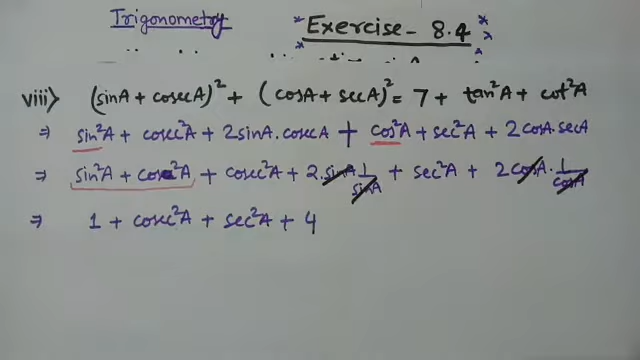 Trigonometry
* Exercise - 8.4 *
viii) (sinA + cosecA)² + (cosA + secA)² = 7 + tan²A + cot²A
⇒ sin²A + cosec²A + 2sinA.cosecA + cos²A + sec²A + 2cosA.secA
⇒ sin²A + cos²A + cosec²A + 2.sinA.1/sinA + sec²A + 2cosA.1/cosA
⇒ 1 + cosec²A + sec²A + 4